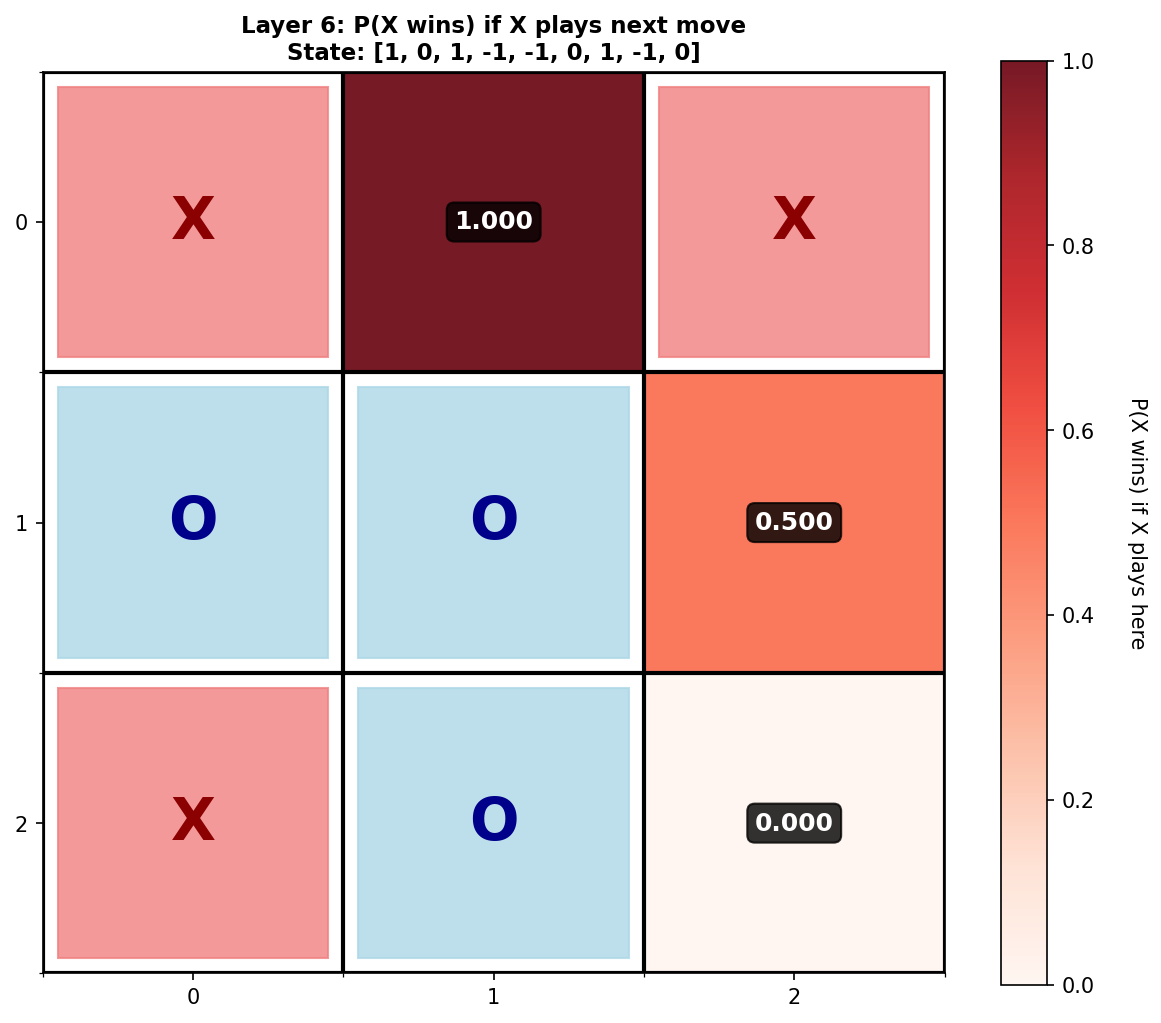 Layer 6: P(X wins) if X plays next move
State: [1, 0, 1, -1, -1, 0, 1, -1, 0]
0
X
1.000
X
1
O
O
0.500
2
X
O
0.000
0
1
2
1.0
0.8
0.6
0.4
0.2
0.0
P(X wins) if X plays here